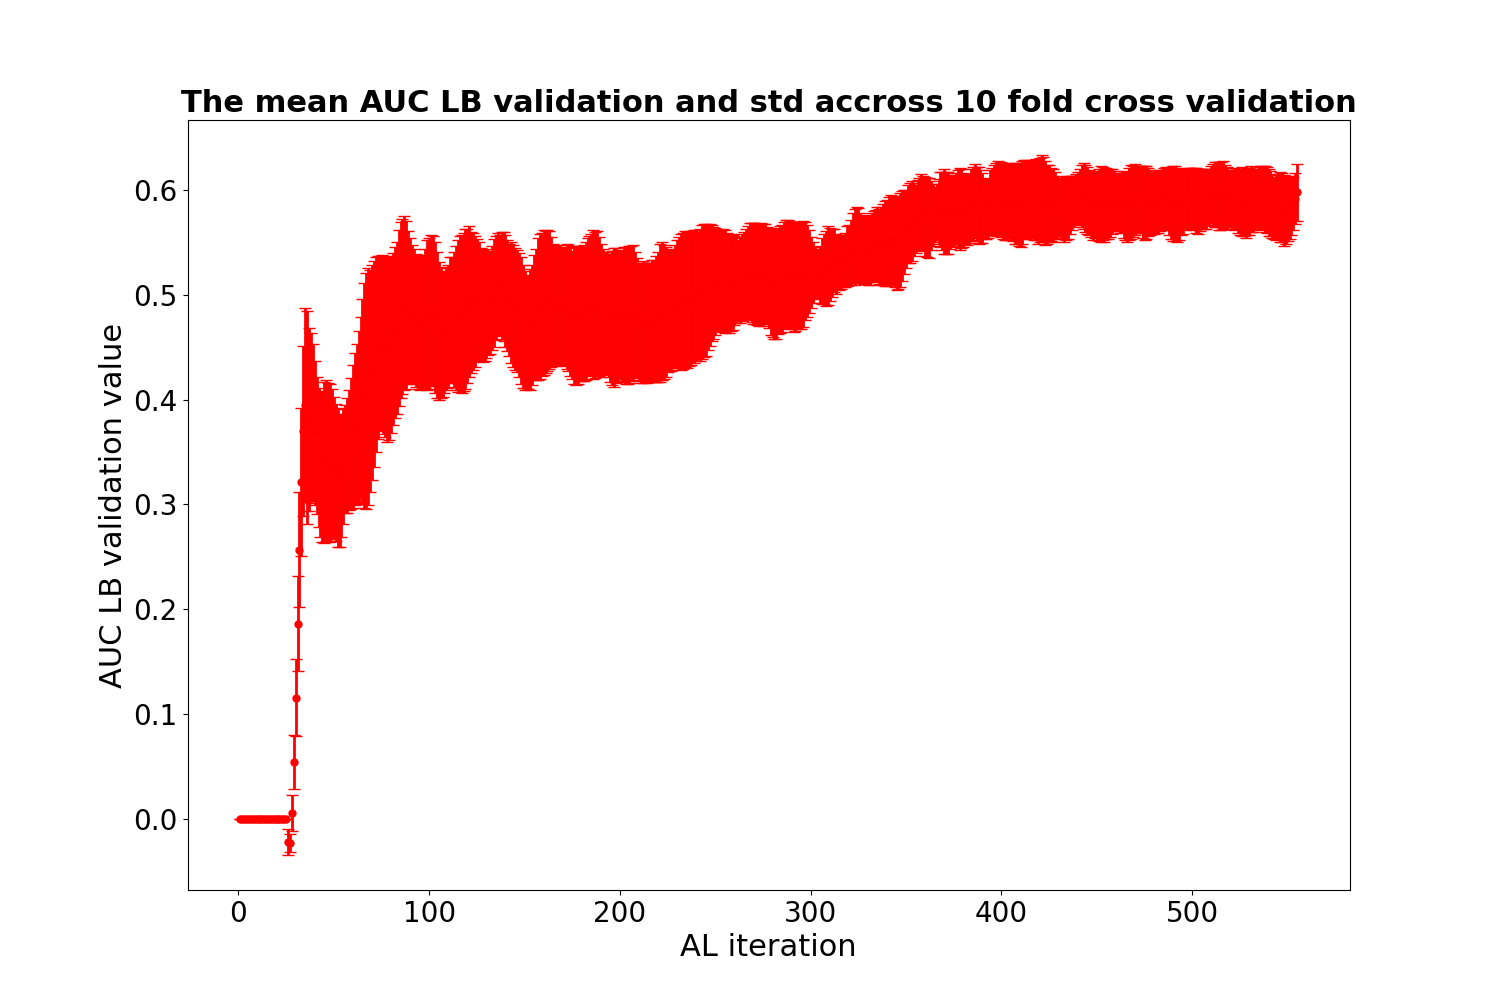 The mean AUC LB validation and std accross 10 fold cross validation
AUC LB validation value
0.6
0.5
0.4
0.3
0.2
0.1
0.0
0 100 200 300 400 500
AL iteration